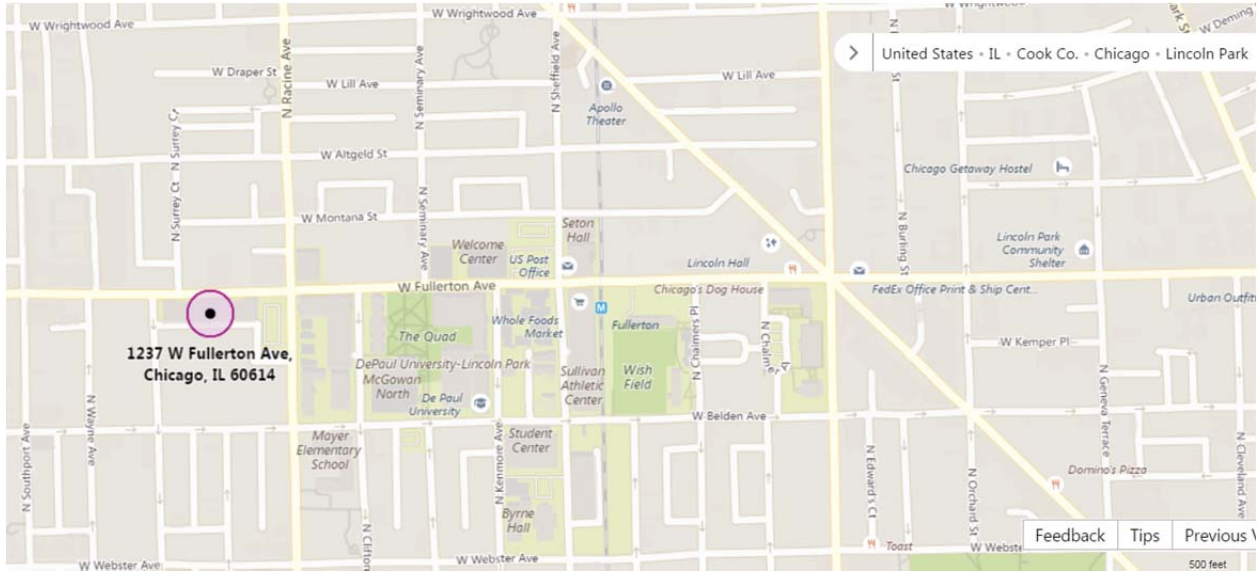 W Wrightwood Ave
W Wrightwood Ave
W Deming
United States • IL • Cook Co. • Chicago • Lincoln Park
W Draper St
W Lill Ave
W Lill Ave
N Racine Ave
N Seminary Ave
N Sheffield Ave
Apollo
Theater
N Surrey Ct
N Surrey Ct
W Altgeld St
Chicago Getaway Hostel
N Seminary Ave
W Montana St
Seton
Hall
N Burling St
Welcome
Center
US Post
Office
Lincoln Hall
Lincoln Park
Community
Shelter
W Fullerton Ave
Chicago's Dog House
FedEx Office Print & Ship Cent...
Urban Outfitt
M
Whole Foods
Market
Fullerton
N Chalmers Pl
The Quad
W Kemper Pl
1237 W Fullerton Ave,
Chicago, IL 60614
DePaul University-Lincoln Park
McGowan
North
Sullivan
Athletic
Center
Wish
Field
De Paul
University
N Southport Ave
N Wayne Ave
W Belden Ave
N Geneva Terrace
N Cleveland Ave
Mayer
Elementary
School
Student
Center
N Kenmore Ave
N Edward's Ct
N Orchard St
Domino's Pizza
Byrne
Hall
N Clifton
Toast
W Webster Ave
W Webster Ave
W Webste
Feedback
Tips
Previous V
500 feet